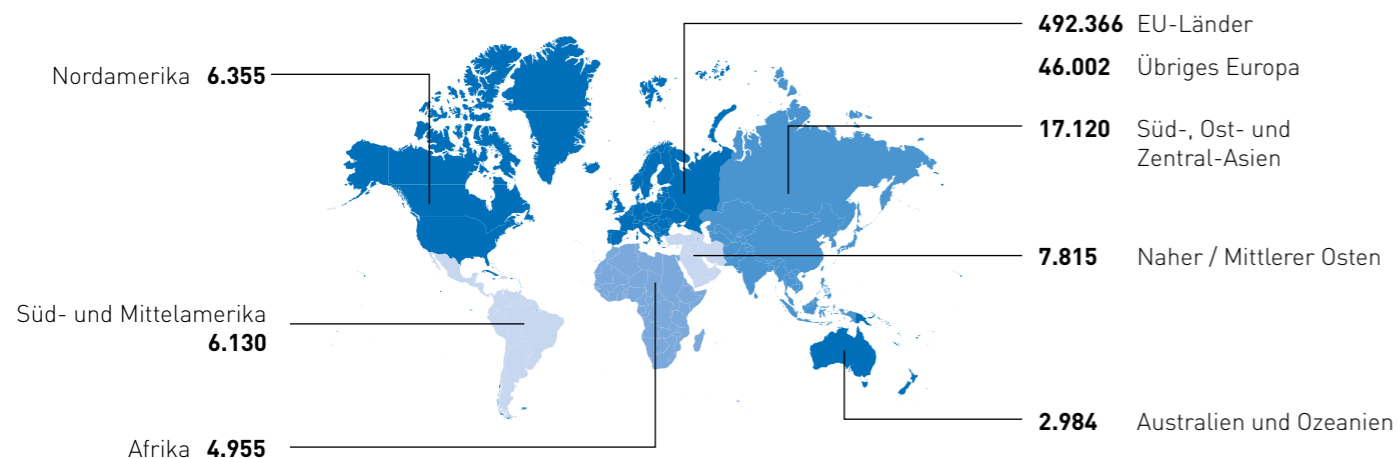 Nordamerika 6.355
Süd- und Mittelamerika
6.130
Afrika 4.955
492.366 EU-Länder
46.002 Übriges Europa
17.120 Süd-, Ost- und
Zentral-Asien
7.815 Naher / Mittlerer Osten
2.984 Australien und Ozeanien